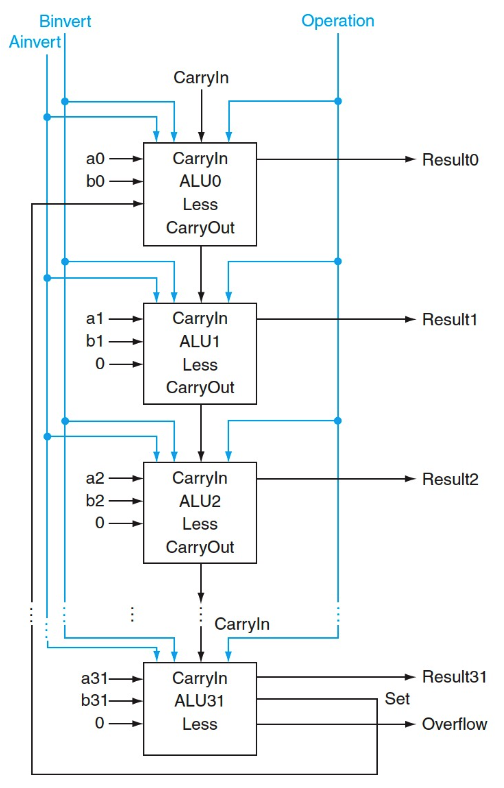 Binvert
Operation
Ainvert
CarryIn
a0
CarryIn
Result0
b0
ALU0
Less
CarryOut
a1
CarryIn
Result1
b1
ALU1
0
Less
CarryOut
a2
CarryIn
Result2
b2
ALU2
0
Less
CarryOut
CarryIn
a31
CarryIn
Result31
b31
ALU31
Set
0
Less
Overflow